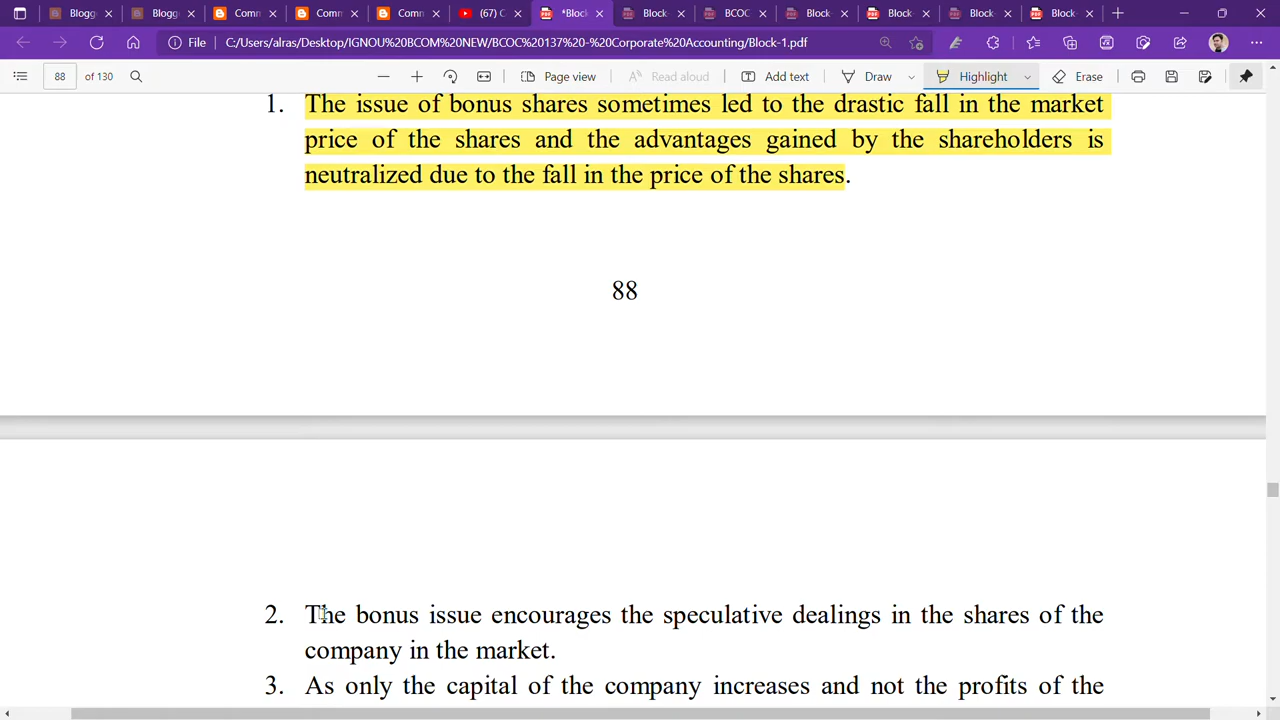 Blogg
Blogg
Comm
Comm
Comm
(67) C
*Block
Block
BCOC
Block
Block
Block
Block
File
C:/Users/alras/Desktop/IGNOU%20BCOM%20NEW/BCOC%20137%20-%20Corporate%20Accounting/Block-1.pdf
88 of 130
Page view
Read aloud
Add text
Draw
Highlight
Erase
1. The issue of bonus shares sometimes led to the drastic fall in the market
price of the shares and the advantages gained by the shareholders is
neutralized due to the fall in the price of the shares.
88
2. The bonus issue encourages the speculative dealings in the shares of the
company in the market.
3. As only the capital of the company increases and not the profits of the